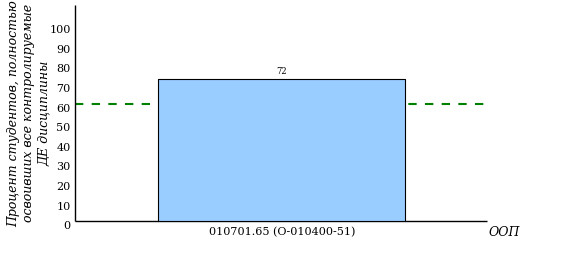 Процент студентов, полностью
освоивших все контролируемые
ДЕ дисциплины
100
90
80
70
60
50
40
30
20
10
0
72
010701.65 (О-010400-51)
ООП